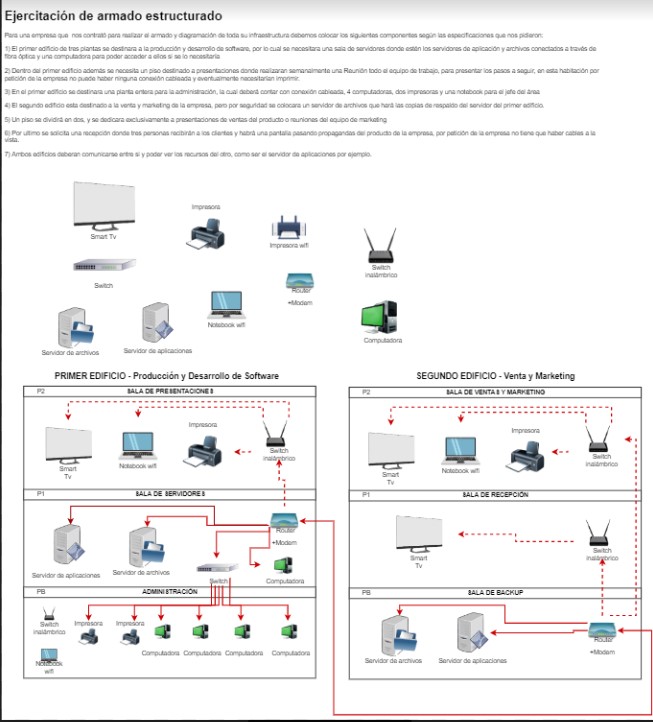 Ejercitación de armado estructurado
Para una empresa que nos contrató para realizar el armado y diagramación de toda su infraestructura debemos colocar los siguientes componentes según las especificaciones que nos pidieron:
1) El primer edificio de tres plantas se destinara a la producción y desarrollo de software, por lo cual se necesitara una sala de servidores donde estén los servidores de aplicación y archivos conectados a través de
fibra óptica y una computadora para poder acceder a ellos si se lo necesitaría
2) Dentro del primer edificio además se necesita un piso destinado a presentaciones donde realizaran semanalmente una Reunión todo el equipo de trabajo, para presentar los pasos a seguir, en esta habitación por
petición de la empresa no puede haber ninguna conexión cableada y eventualmente necesitarían imprimir.
3) En el primer edificio se destinara una planta entera para la administración, la cual deberá contar con conexión cableada, 4 computadoras, dos impresoras y una notebook para el jefe del área
4) El segundo edificio esta destinado a la venta y marketing de la empresa, pero por seguridad se colocara un servidor de archivos que hará las copias de respaldo del servidor del primer edificio.
5) Un piso se dividirá en dos, y se dedicara exclusivamente a presentaciones de ventas del producto o reuniones del equipo de marketing
6) Por ultimo se solicita una recepción donde tres personas recibirán a los clientes y habrá una pantalla pasando propagandas del producto de la empresa, por petición de la empresa no tiene que haber cables a la
vista.
7) Ambos edificios deberan comunicarse entre si y poder ver los recursos del otro, como ser el servidor de aplicaciones por ejemplo.
Smart Tv
Impresora
Impresora wifi
Switch
inalámbrico
Switch
Router
+Modem
Notebook wifi
Computadora
Servidor de archivos
Servidor de aplicaciones
PRIMER EDIFICIO - Producción y Desarrollo de Software
P2
SALA DE PRESENTACIONES
Smart
Tv
Notebook wifi
Impresora
Switch
inalámbrico
P1
SALA DE SERVIDORES
Servidor de aplicaciones
Servidor de archivos
Switch
Router
+Modem
Computadora
PB
ADMINISTRACIÓN
Switch
inalámbrico
Notebook
wifi
Impresora
Impresora
Computadora
Computadora
Computadora
Computadora
SEGUNDO EDIFICIO - Venta y Marketing
P2
SALA DE VENTAS Y MARKETING
Smart
Tv
Notebook wifi
Impresora
Switch
inalámbrico
P1
SALA DE RECEPCIÓN
Smart
Tv
Switch
inalámbrico
PB
SALA DE BACKUP
Servidor de archivos
Servidor de aplicaciones
Router
+Modem